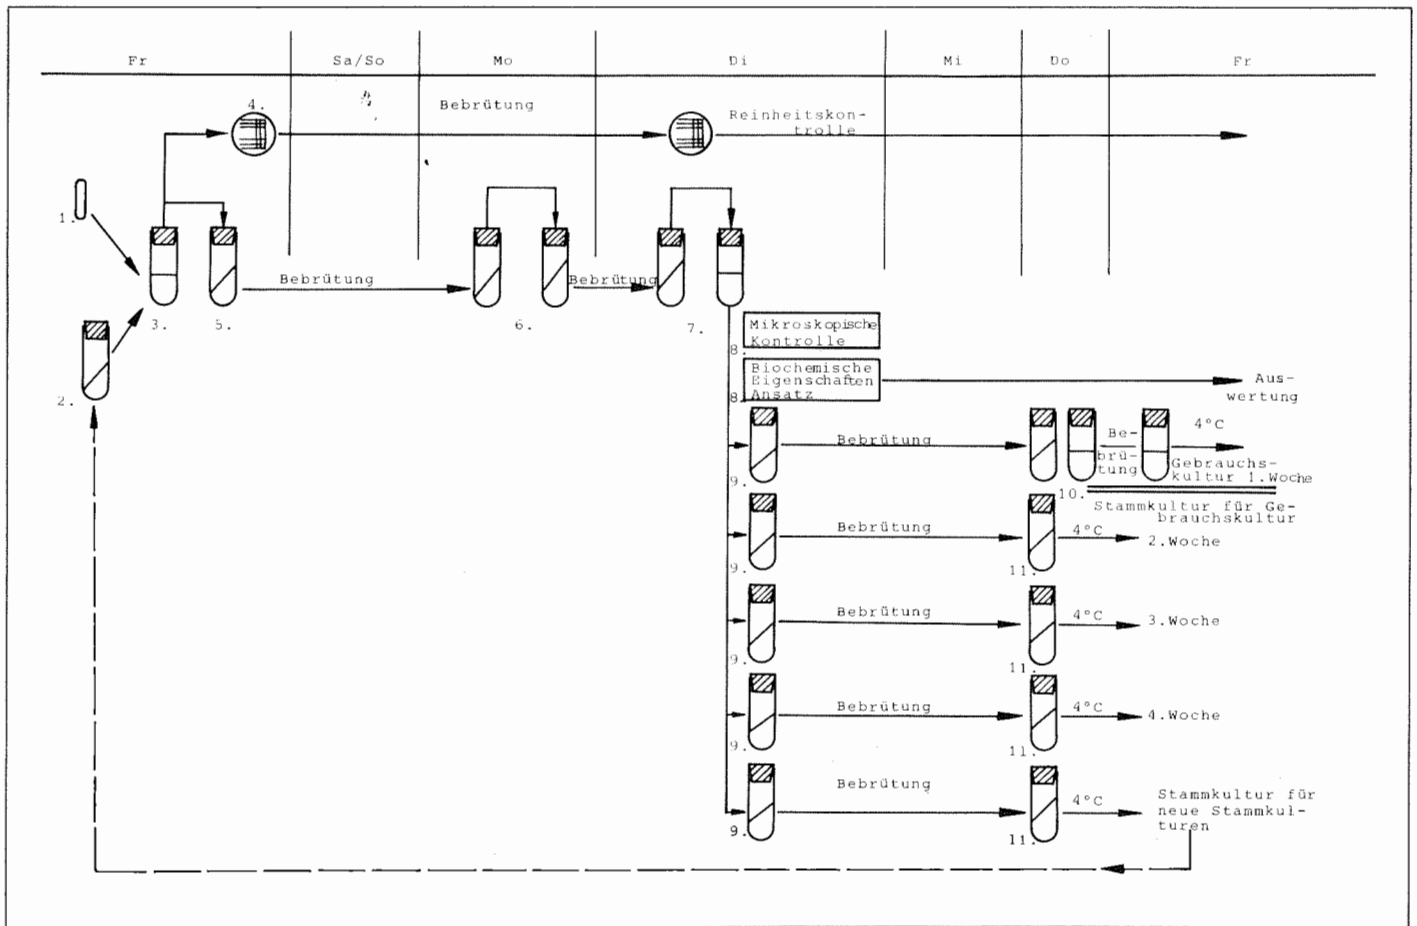 Fr Sa/So Mo Di Mi Do Fr
4.
Bebrütung
Reinheitskon-
trolle
1.
Bebrütung
Bebrütung
3. 5. 6. 7.
2.
8.
Mikroskopische
Kontrolle
8.
Biochemische
Eigenschaften
Ansatz
Aus-
wertung
9.
Bebrütung
10.
Be-
brü-
tung
4°C
Gebrauchs-
kultur 1.Woche
Stammkultur für Ge-
brauchskultur
9.
Bebrütung
11.
4°C
2.Woche
9.
Bebrütung
11.
4°C
3.Woche
9.
Bebrütung
11.
4°C
4.Woche
9.
Bebrütung
11.
4°C
Stammkultur für
neue Stammkul-
turen